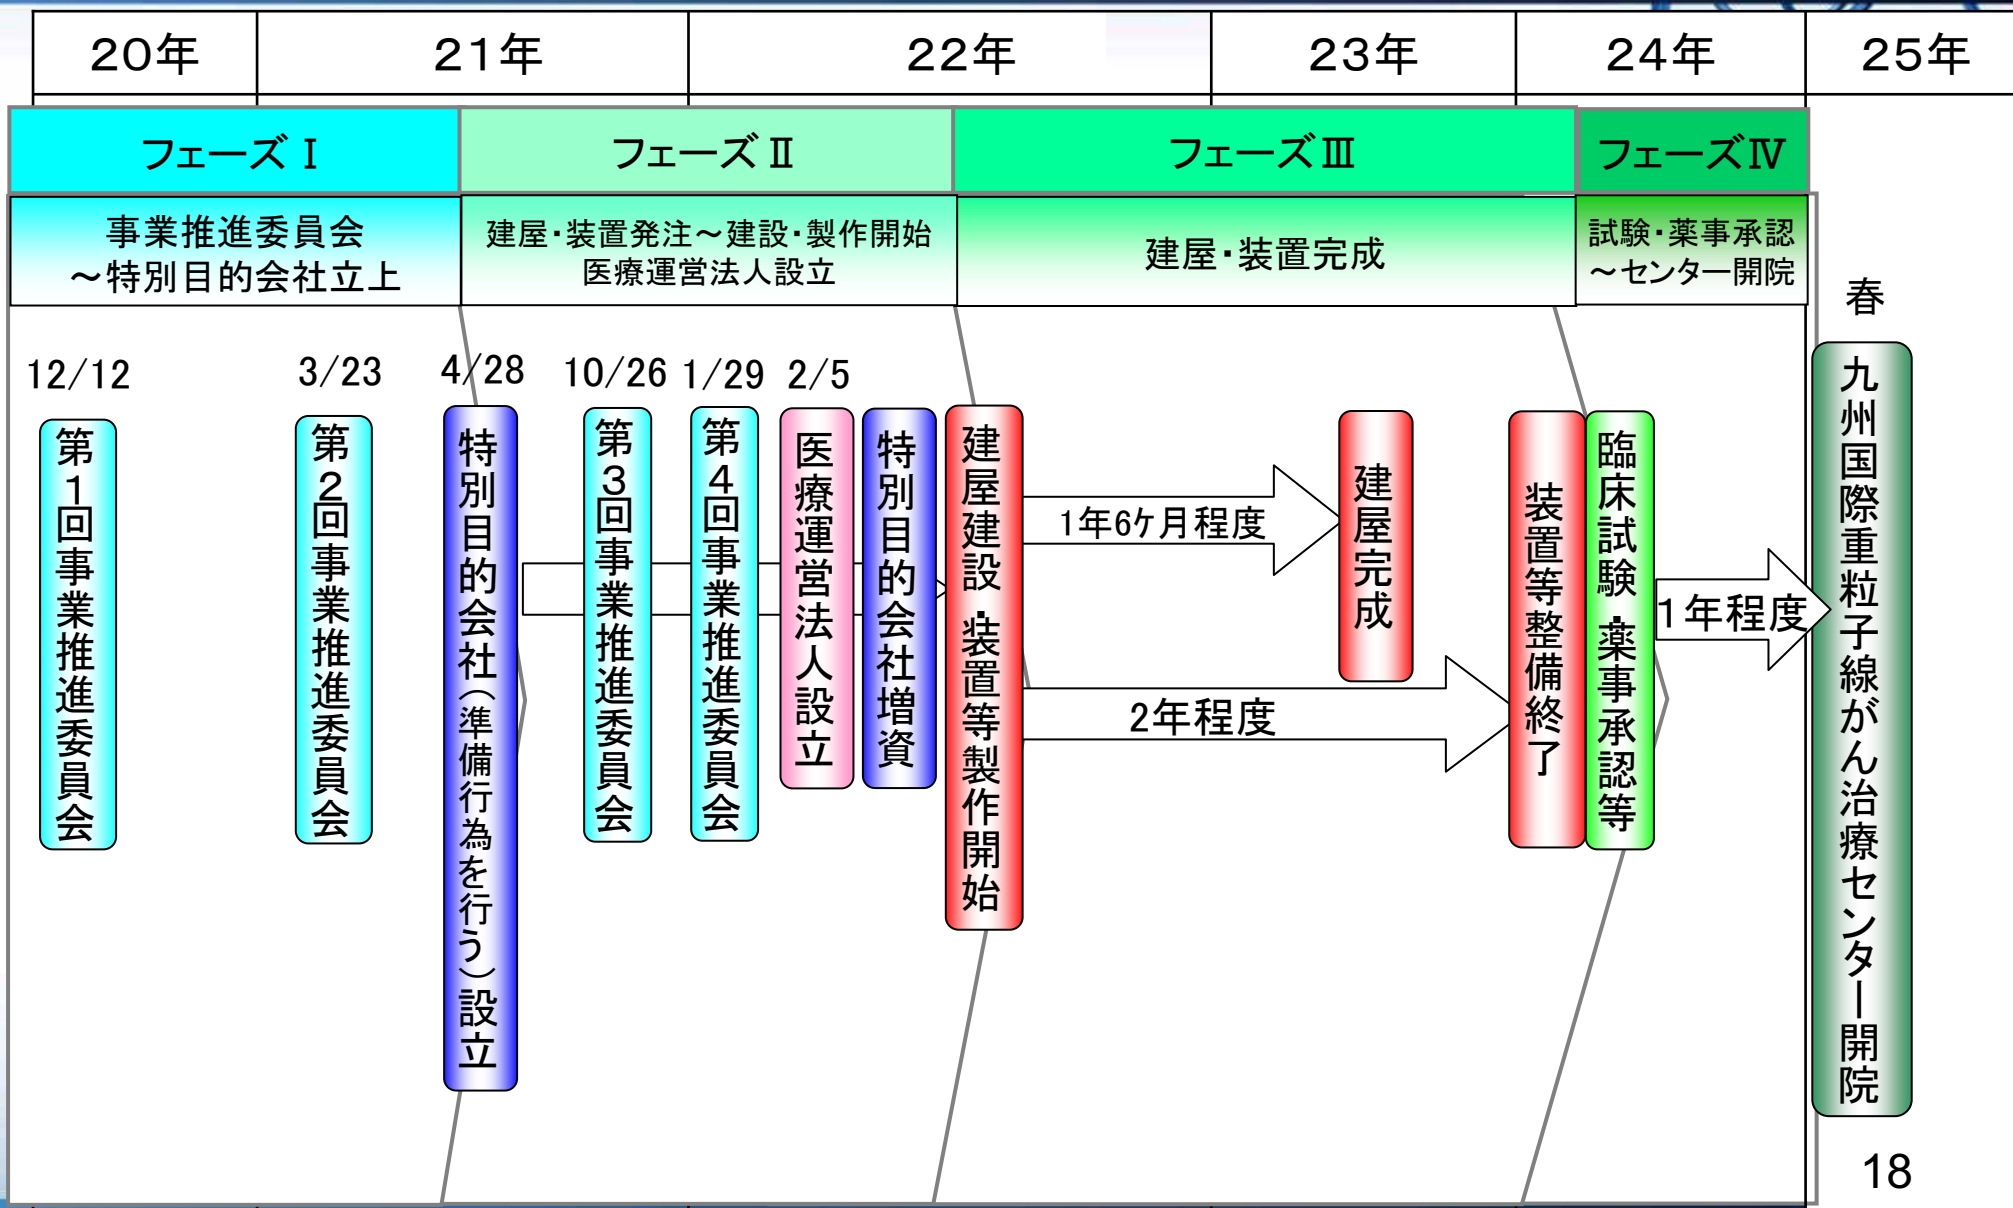 20年
21年
22年
23年
24年
25年
フェーズⅠ
フェーズⅡ
フェーズⅢ
フェーズⅣ
事業推進委員会
～特別目的会社立上
建屋・装置発注～建設・製作開始
医療運営法人設立
建屋・装置完成
試験・薬事承認
～センター開院
春
12/12
3/23
4/28
10/26
1/29
2/5
第1回事業推進委員会
第2回事業推進委員会
特別目的会社（準備行為を行う）設立
第3回事業推進委員会
第4回事業推進委員会
医療運営法人設立
特別目的会社増資
建屋建設・装置等製作開始
1年6ケ月程度
2年程度
建屋完成
装置等整備終了
臨床試験・薬事承認等
1年程度
九州国際重粒子線がん治療センター開院
18